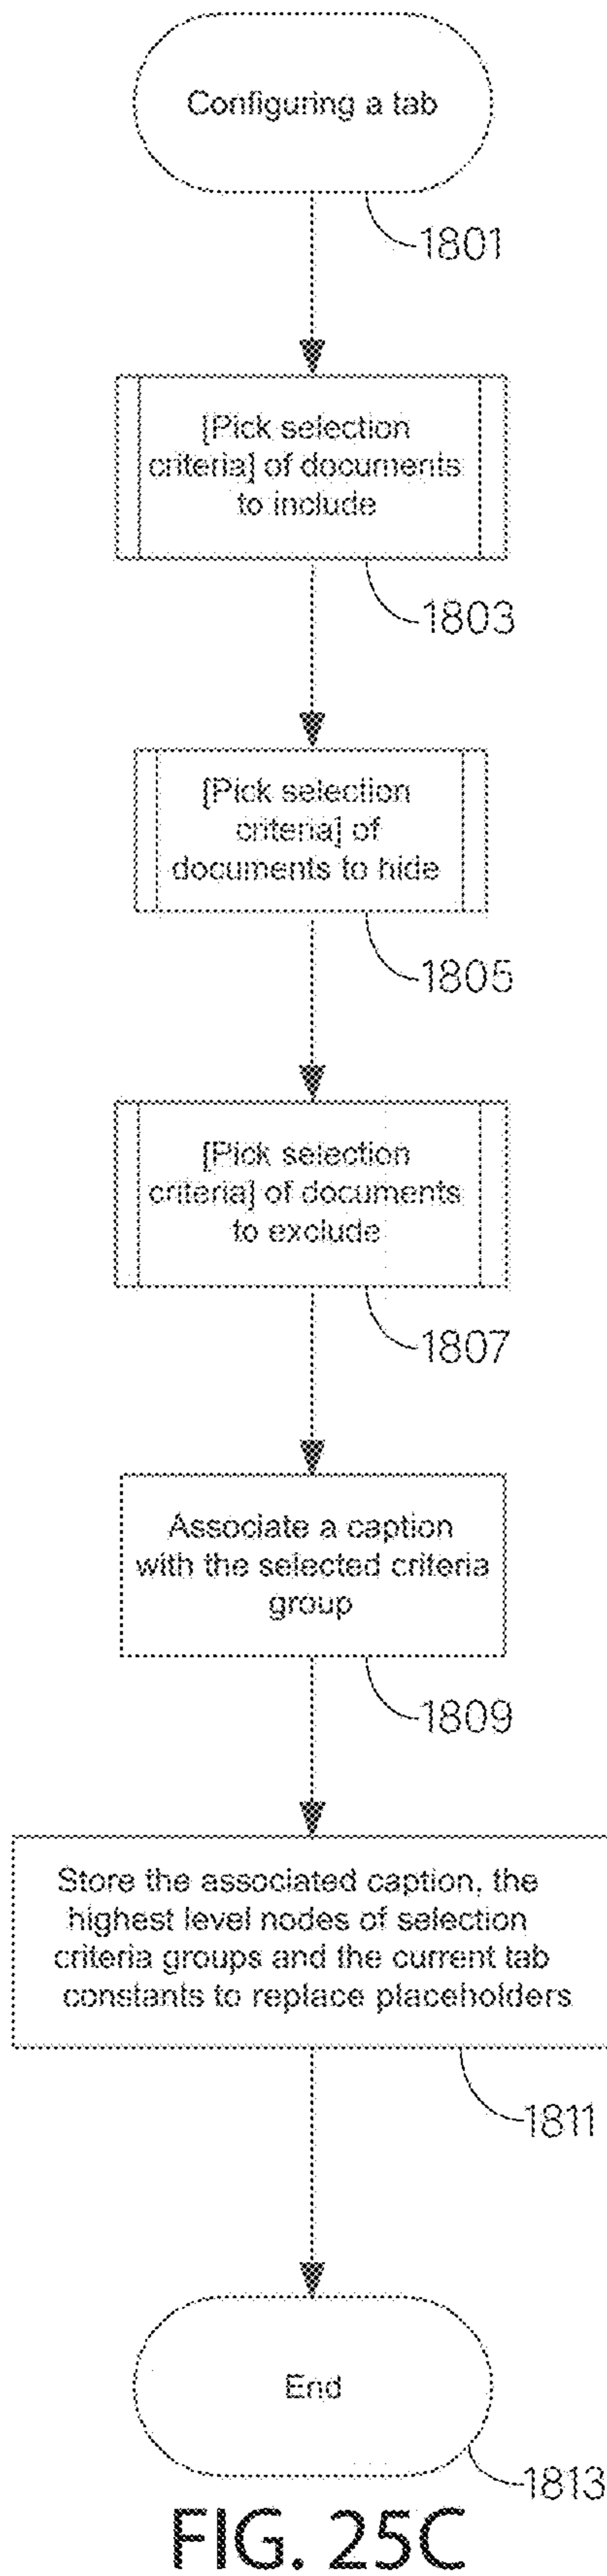 Configuring a tab
1801
[Pick selection
criteria] of documents
to include
1803
[Pick selection
criteria] of
documents to hide
1805
[Pick selection
criteria] of documents
to exclude
1807
Associate a caption
with the selected criteria
group
1809
Store the associated caption, the
highest level nodes of selection
criteria groups and the current tab
constants to replace placeholders
1811
End
1813
FIG. 25C